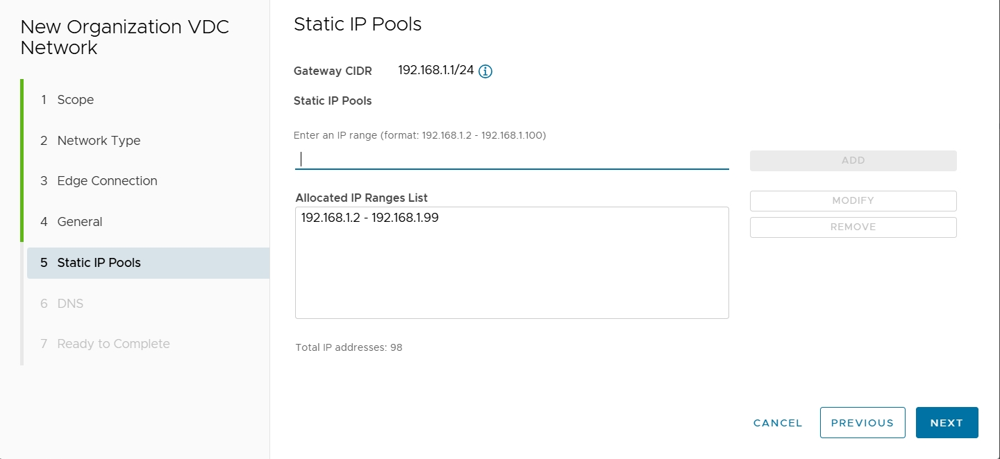 New Organization VDC
Network
1 Scope
2 Network Type
3 Edge Connection
4 General
5 Static IP Pools
6 DNS
7 Ready to Complete
Static IP Pools
Gateway CIDR 192.168.1.1/24
Static IP Pools
Enter an IP range (format: 192.168.1.2 - 192.168.1.100)
ADD
Allocated IP Ranges List
192.168.1.2 - 192.168.1.99
MODIFY
REMOVE
Total IP addresses: 98
CANCEL PREVIOUS NEXT